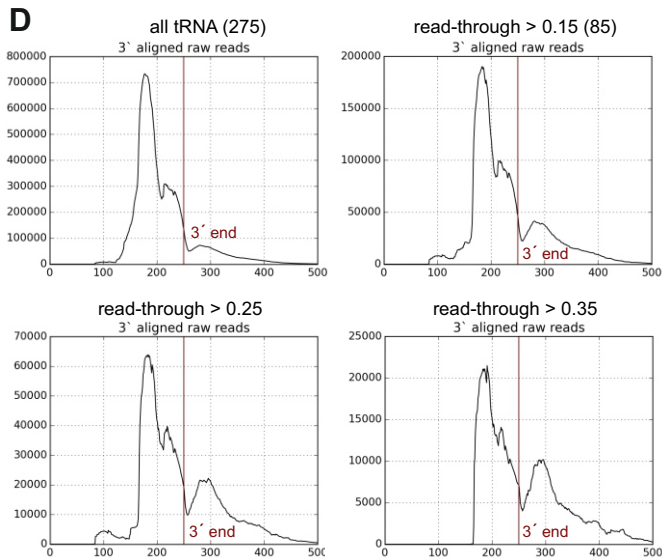 D
all tRNA (275)
3` aligned raw reads
800000
700000
600000
500000
400000
300000
200000
100000
0
0 100 200 300 400 500
3´ end
read-through > 0.15 (85)
3` aligned raw reads
200000
150000
100000
50000
0
0 100 200 300 400 500
3´ end
read-through > 0.25
3` aligned raw reads
70000
60000
50000
40000
30000
20000
10000
0
0 100 200 300 400 500
3´ end
read-through > 0.35
3` aligned raw reads
25000
20000
15000
10000
5000
0
0 100 200 300 400 500
3´ end